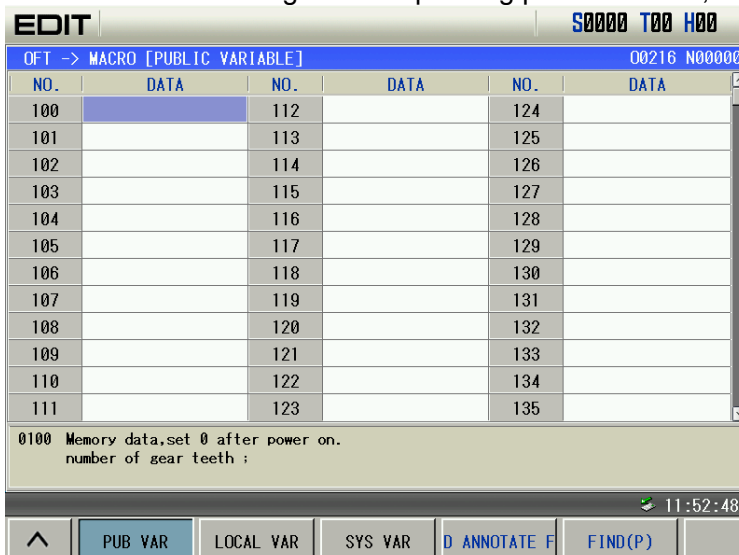 EDIT S0000 T00 H00
OFT -> MACRO [PUBLIC VARIABLE] O0216 N00000
NO. DATA NO. DATA NO. DATA
100 112 124
101 113 125
102 114 126
103 115 127
104 116 128
105 117 129
106 118 130
107 119 131
108 120 132
109 121 133
110 122 134
111 123 135
0100 Memory data,set 0 after power on.
number of gear teeth ;
11:52:48
PUB VAR LOCAL VAR SYS VAR D ANNOTATE F FIND(P)